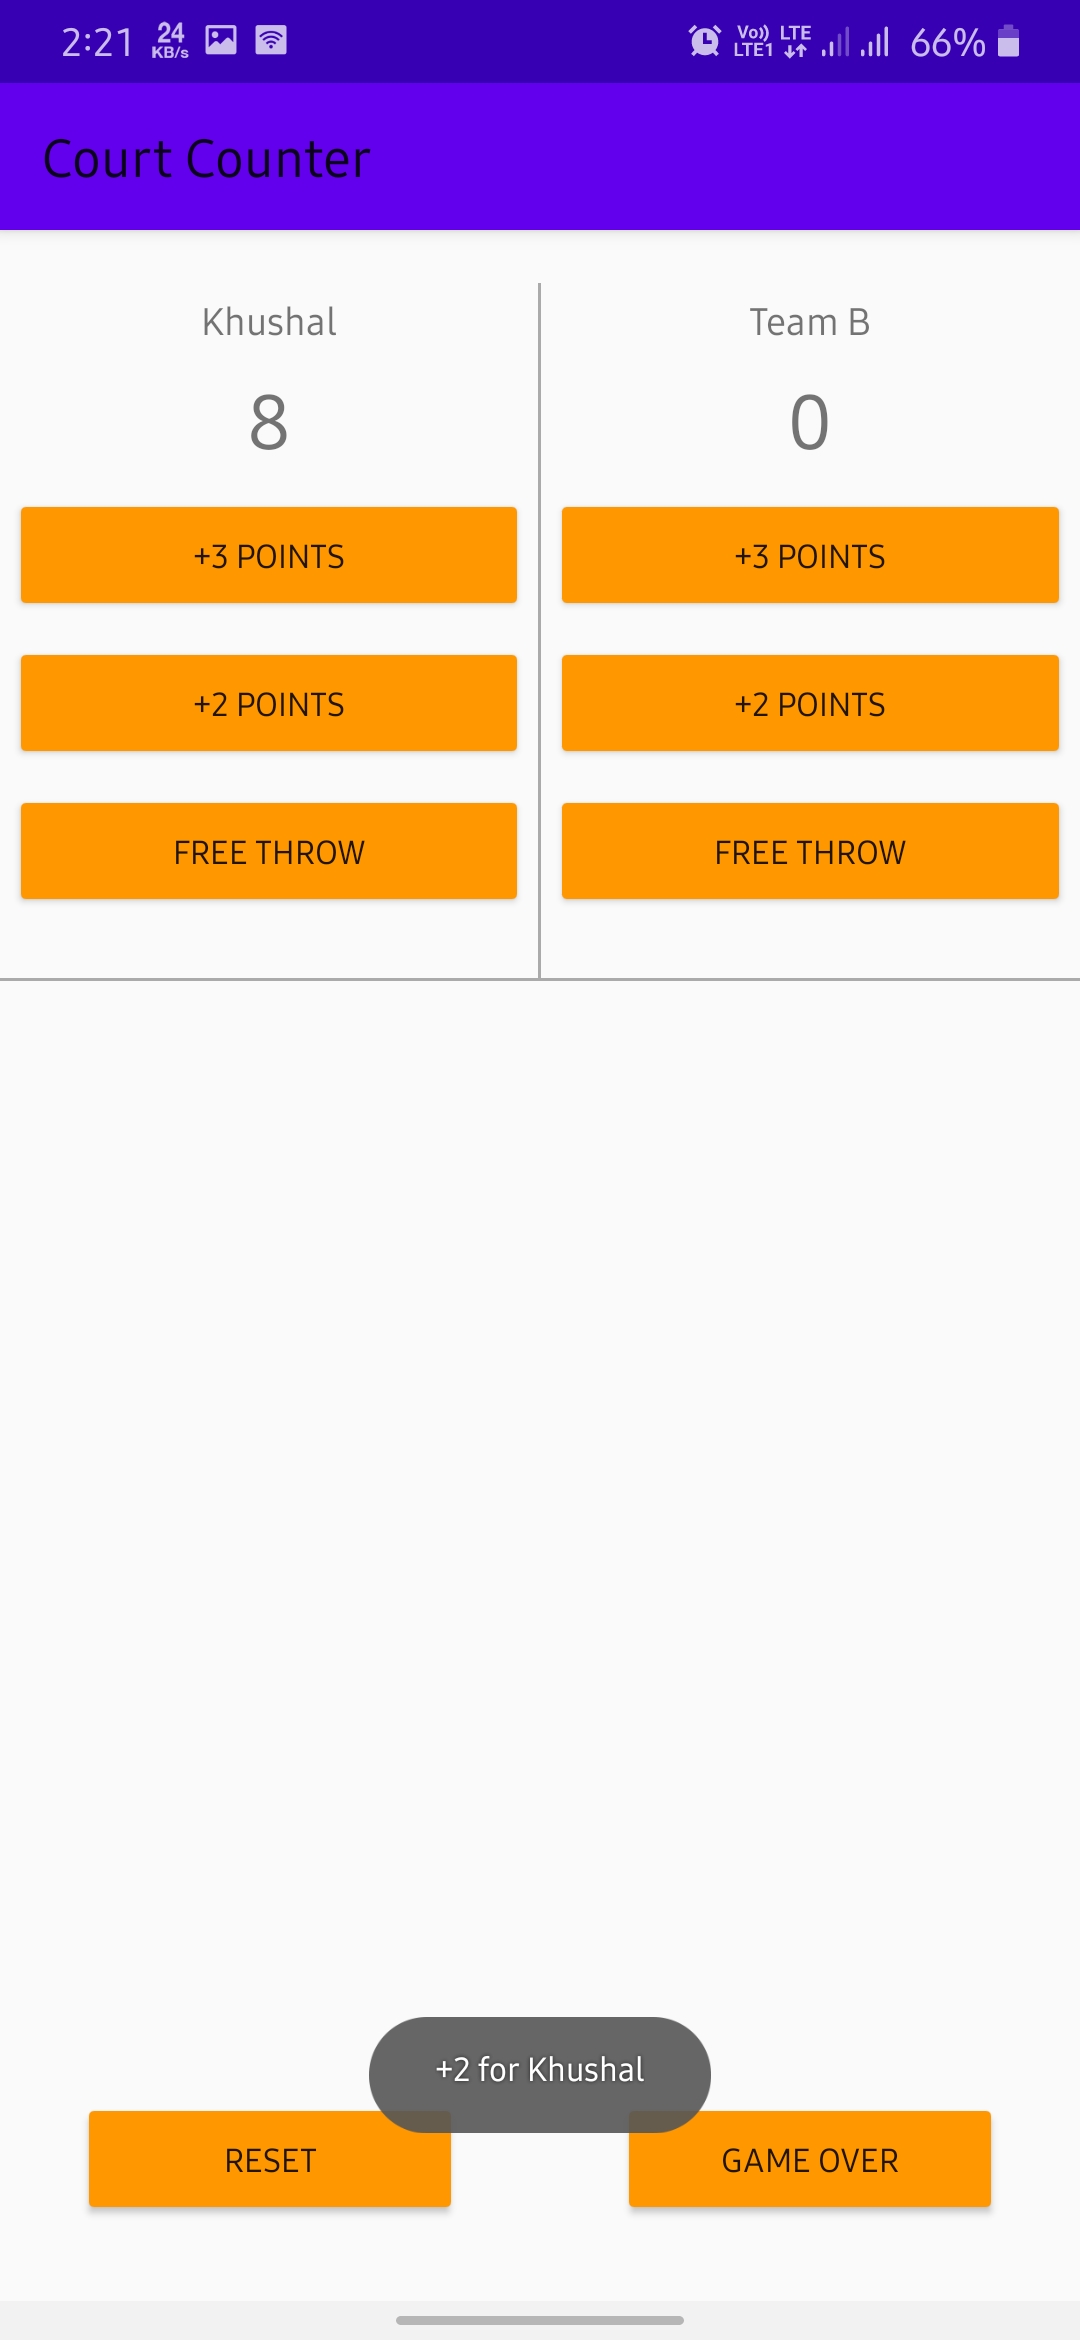 2:21 24 KB/s Vo)) LTE1 LTE 66%
Court Counter
Khushal Team B
8 0
+3 POINTS +3 POINTS
+2 POINTS +2 POINTS
FREE THROW FREE THROW
+2 for Khushal
RESET GAME OVER